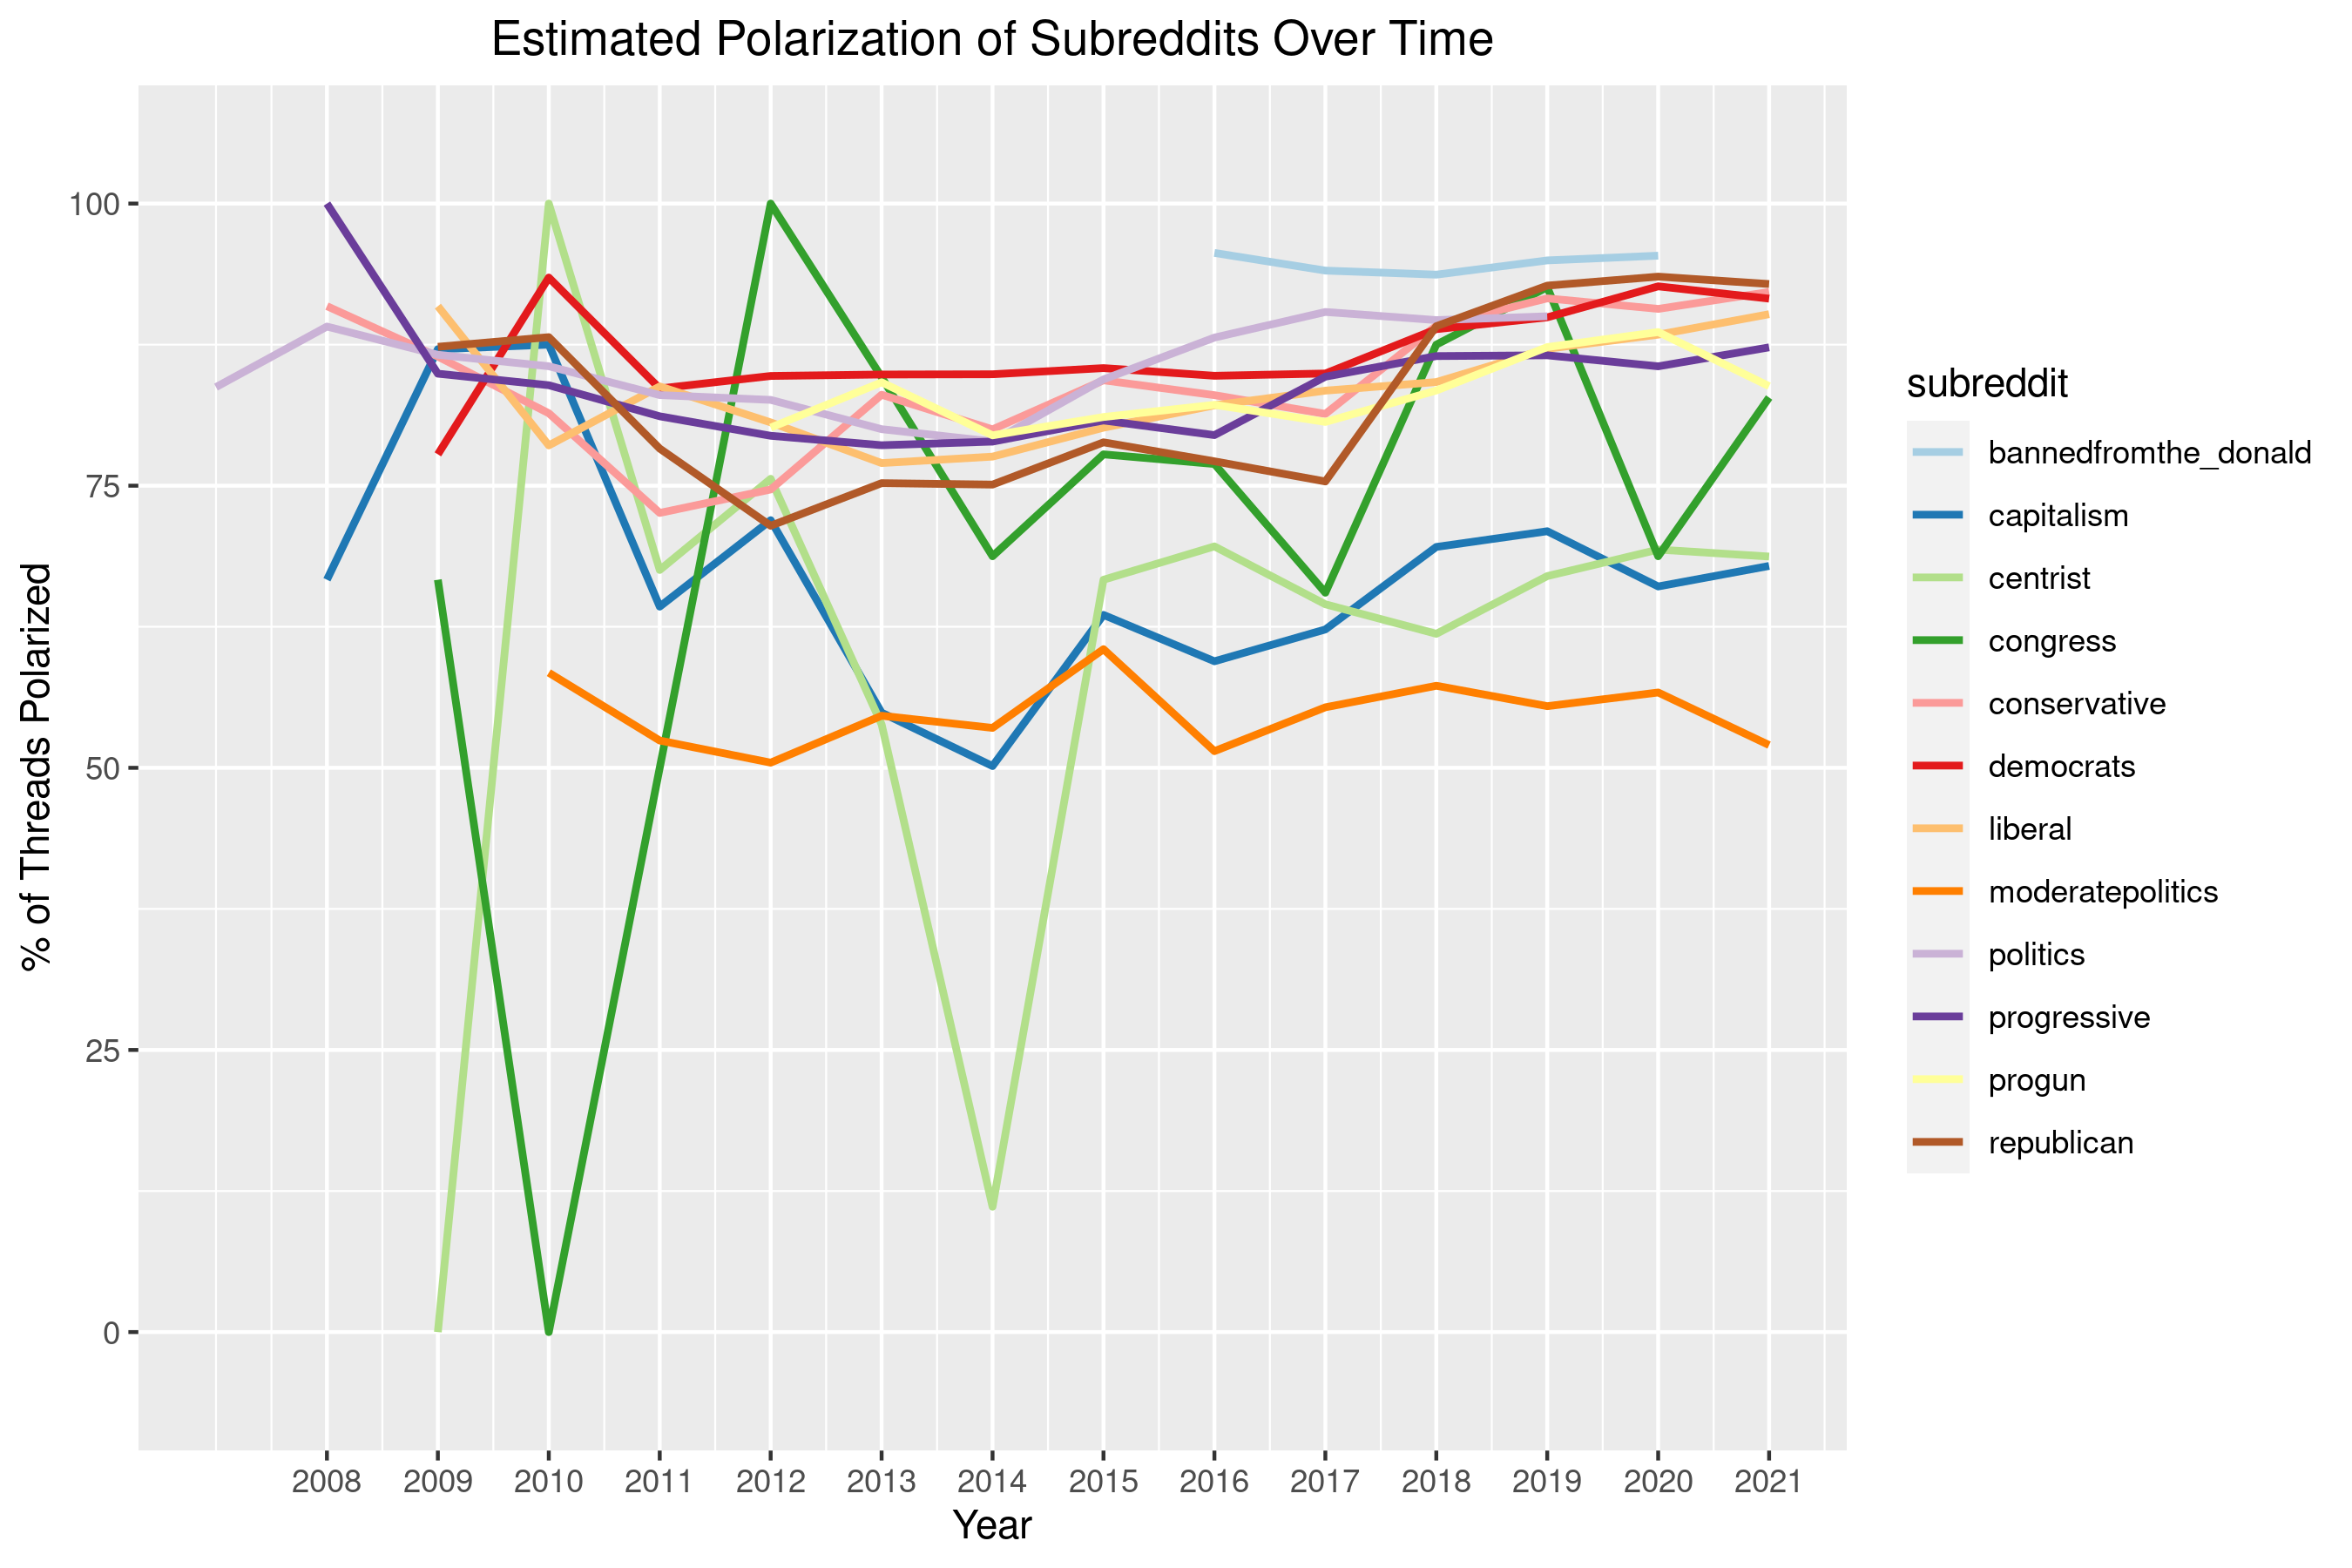 Estimated Polarization of Subreddits Over Time
% of Threads Polarized
100
75
50
25
0
2008 2009 2010 2011 2012 2013 2014 2015 2016 2017 2018 2019 2020 2021
Year
subreddit
bannedfromthe_donald
capitalism
centrist
congress
conservative
democrats
liberal
moderatepolitics
politics
progressive
progun
republican